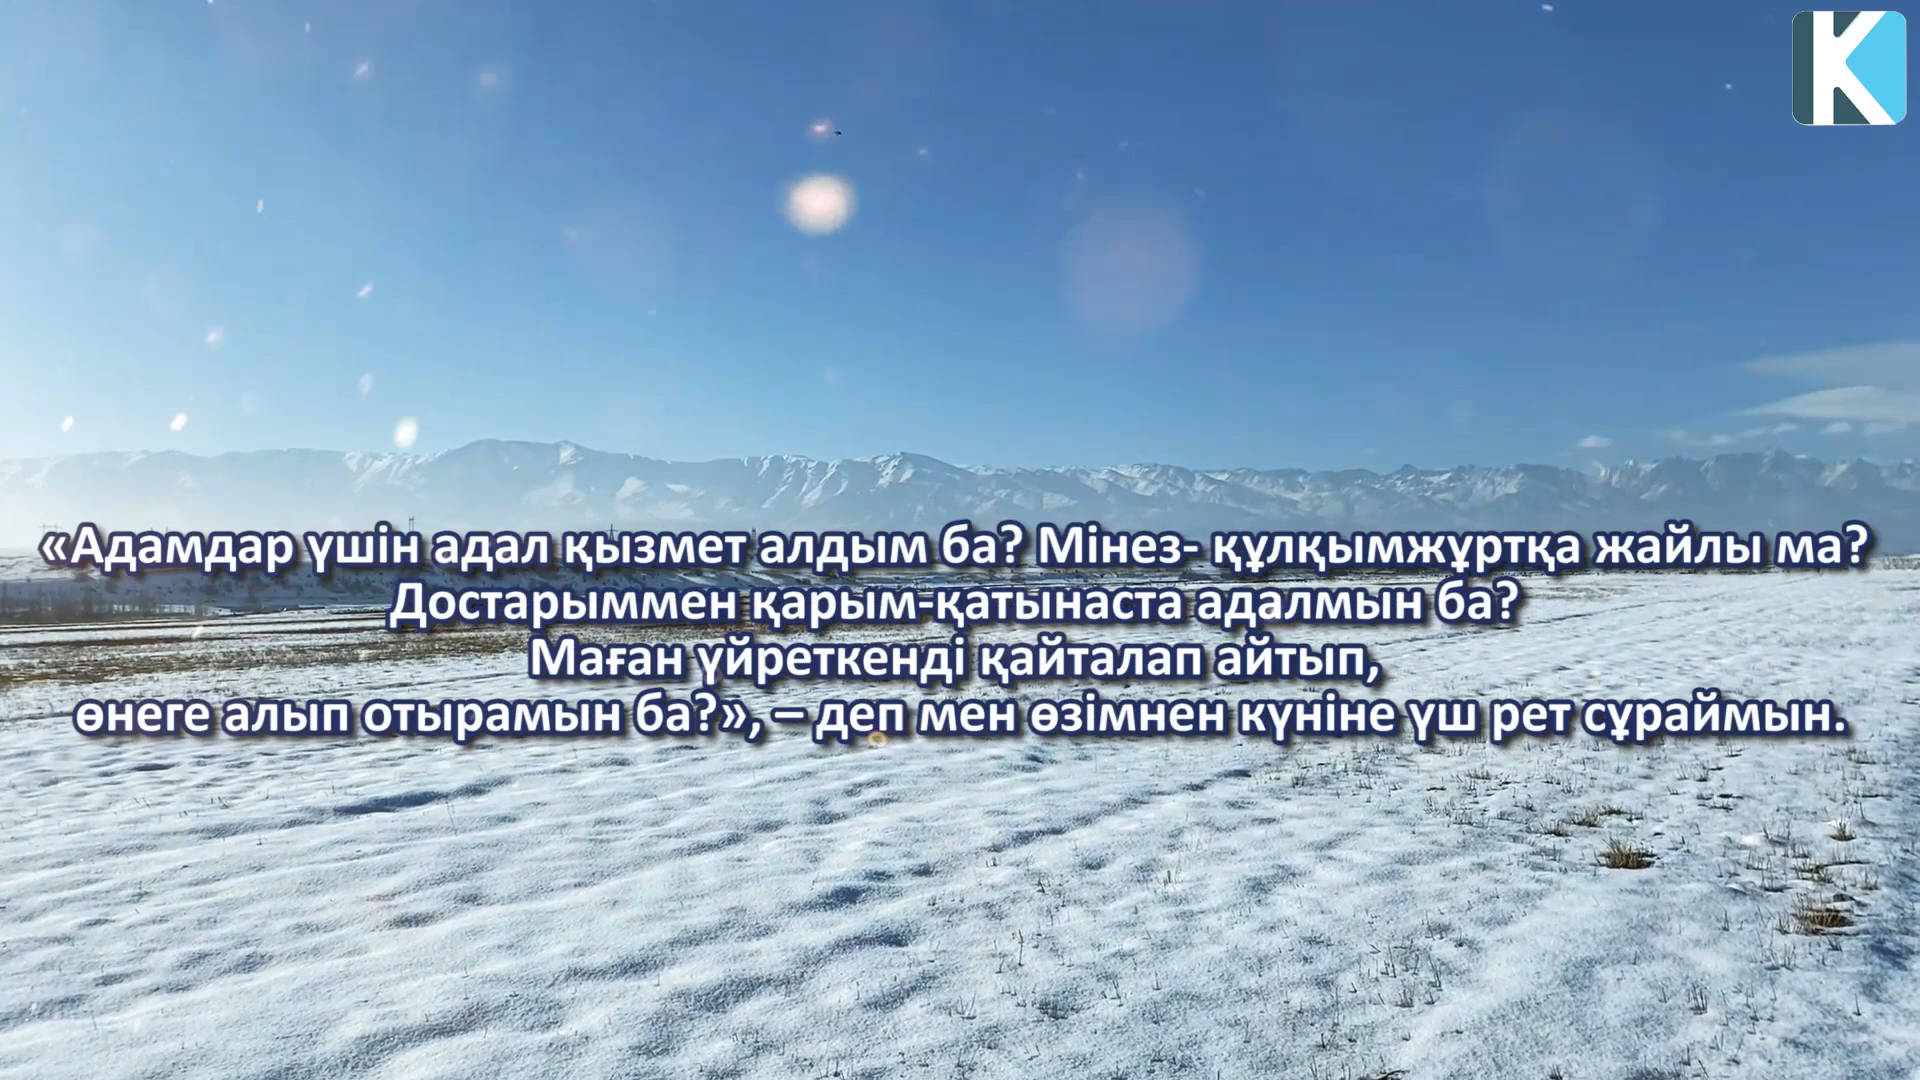 K
«Адамдар үшін адал қызмет алдым ба? Мінез- құлқымжұртқа жайлы ма?
Достарыммен қарым-қатынаста адалмын ба?
Маған үйреткенді қайталап айтып,
өнеге алып отырамын ба?», – деп мен өзімнен күніне үш рет сұраймын.